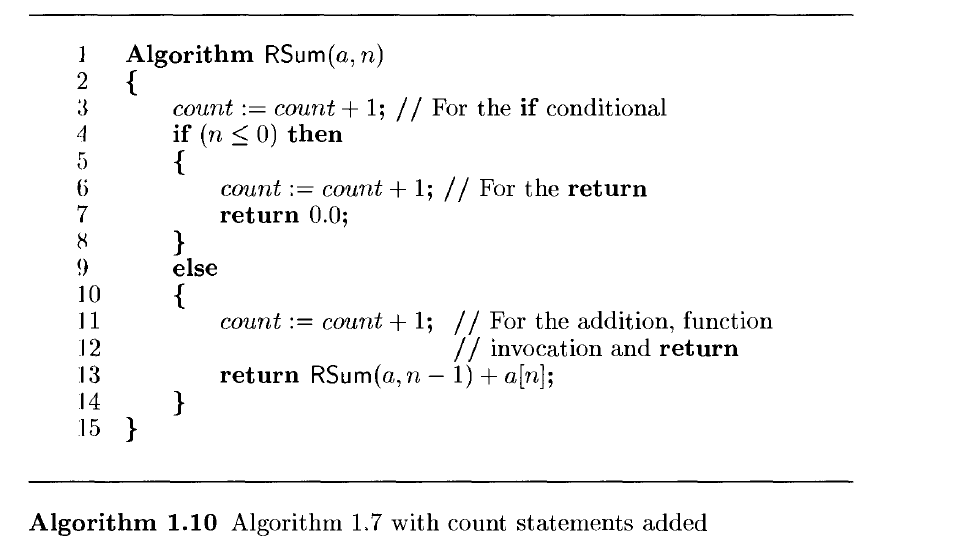 1 Algorithm RSum(a, n)
2 {
3 count := count + 1; // For the if conditional
4 if (n ≤ 0) then
5 {
6 count := count + 1; // For the return
7 return 0.0;
8 }
9 else
10 {
11 count := count + 1; // For the addition, function
12 // invocation and return
13 return RSum(a, n − 1) + a[n];
14 }
15 }
Algorithm 1.10 Algorithm 1.7 with count statements added